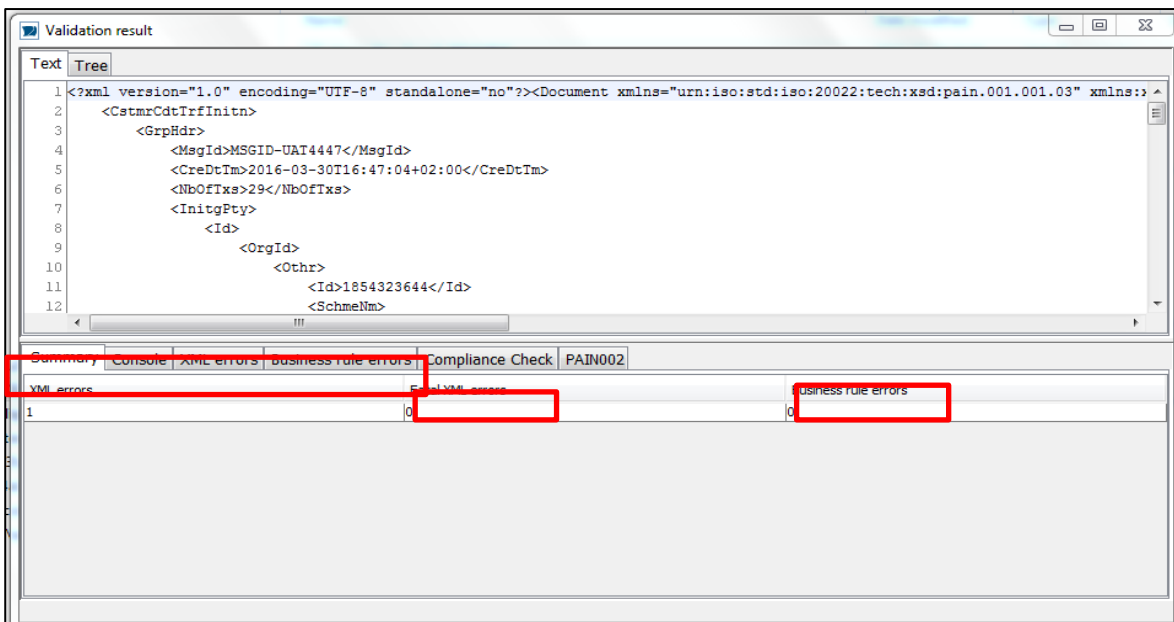 Validation result
Text Tree
1 <?xml version="1.0" encoding="UTF-8" standalone="no"?><Document xmlns="urn:iso:std:iso:20022:tech:xsd:pain.001.001.03" xmlns:
2 <CstmrCdtTrfInitn>
3 <GrpHdr>
4 <MsgId>MSGID-UAT4447</MsgId>
5 <CreDtTm>2016-03-30T16:47:04+02:00</CreDtTm>
6 <NbOfTxs>29</NbOfTxs>
7 <InitgPty>
8 <Id>
9 <OrgId>
10 <Othr>
11 <Id>1854323644</Id>
12 <SchmeNm>
Summary Console XML errors Business rule errors Compliance Check PAIN002
XML errors XML errors Business rule errors
1 0 0